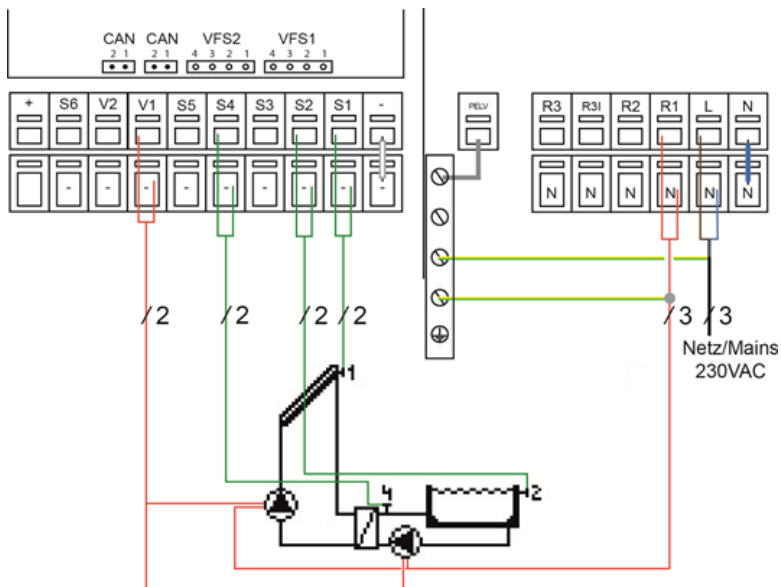 CAN CAN VFS2 VFS1
2 1 2 1 4 3 2 1 4 3 2 1
+ S6 V2 V1 S5 S4 S3 S2 S1 - PELV R3 R3I R2 R1 L N
- - - - - - - - - N N N N N N
2 2 2 2 3 3
Netz/Mains
230VAC
1
4 2